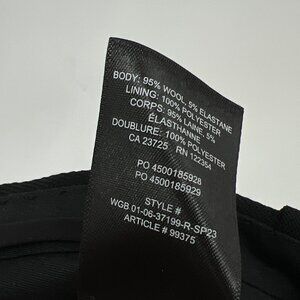 BODY: 95% WOOL, 5% ELASTANE
LINING: 100% POLYESTER
CORPS: 95% LAINE, 5%
ÉLASTHANNE
DOUBLURE: 100% POLYESTER
CA 23725 RN 122354
PO 4500185928
PO 4500185929
STYLE #
WGB 01-06-37199-R-SP23
ARTICLE # 99375